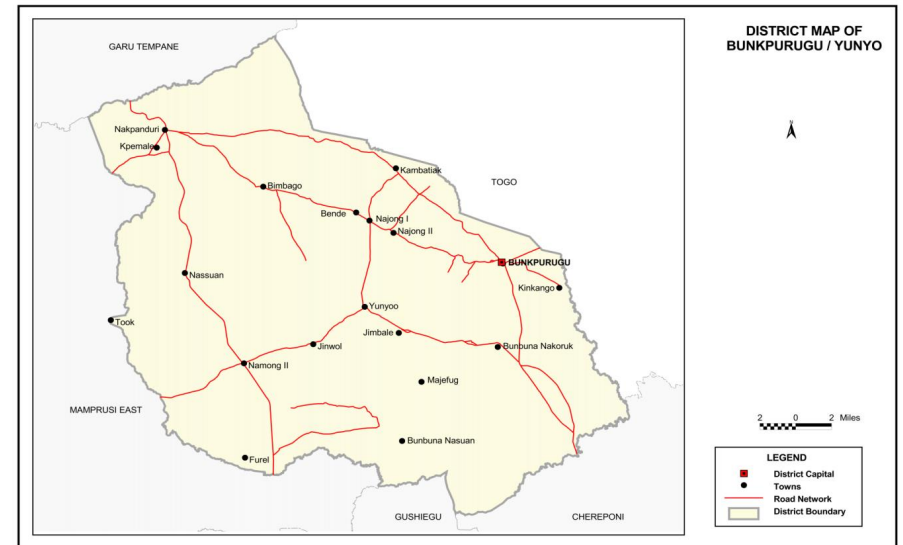 DISTRICT MAP OF
BUNKPURUGU / YUNYO
GARU TEMPANE
Nakpanduri
Kpemale
Kambatiak
TOGO
Bimbago
Bende
Najong I
Najong II
BUNKPURUGU
Nassuan
Kinkango
Yunyoo
Took
Jimbale
Jinwol
Bunbuna Nakoruk
Namong II
Majefug
MAMPRUSI EAST
Bunbuna Nasuan
Furel
GUSHIEGU
CHEREPONI
N
2 0 2 Miles
LEGEND
District Capital
Towns
Road Network
District Boundary